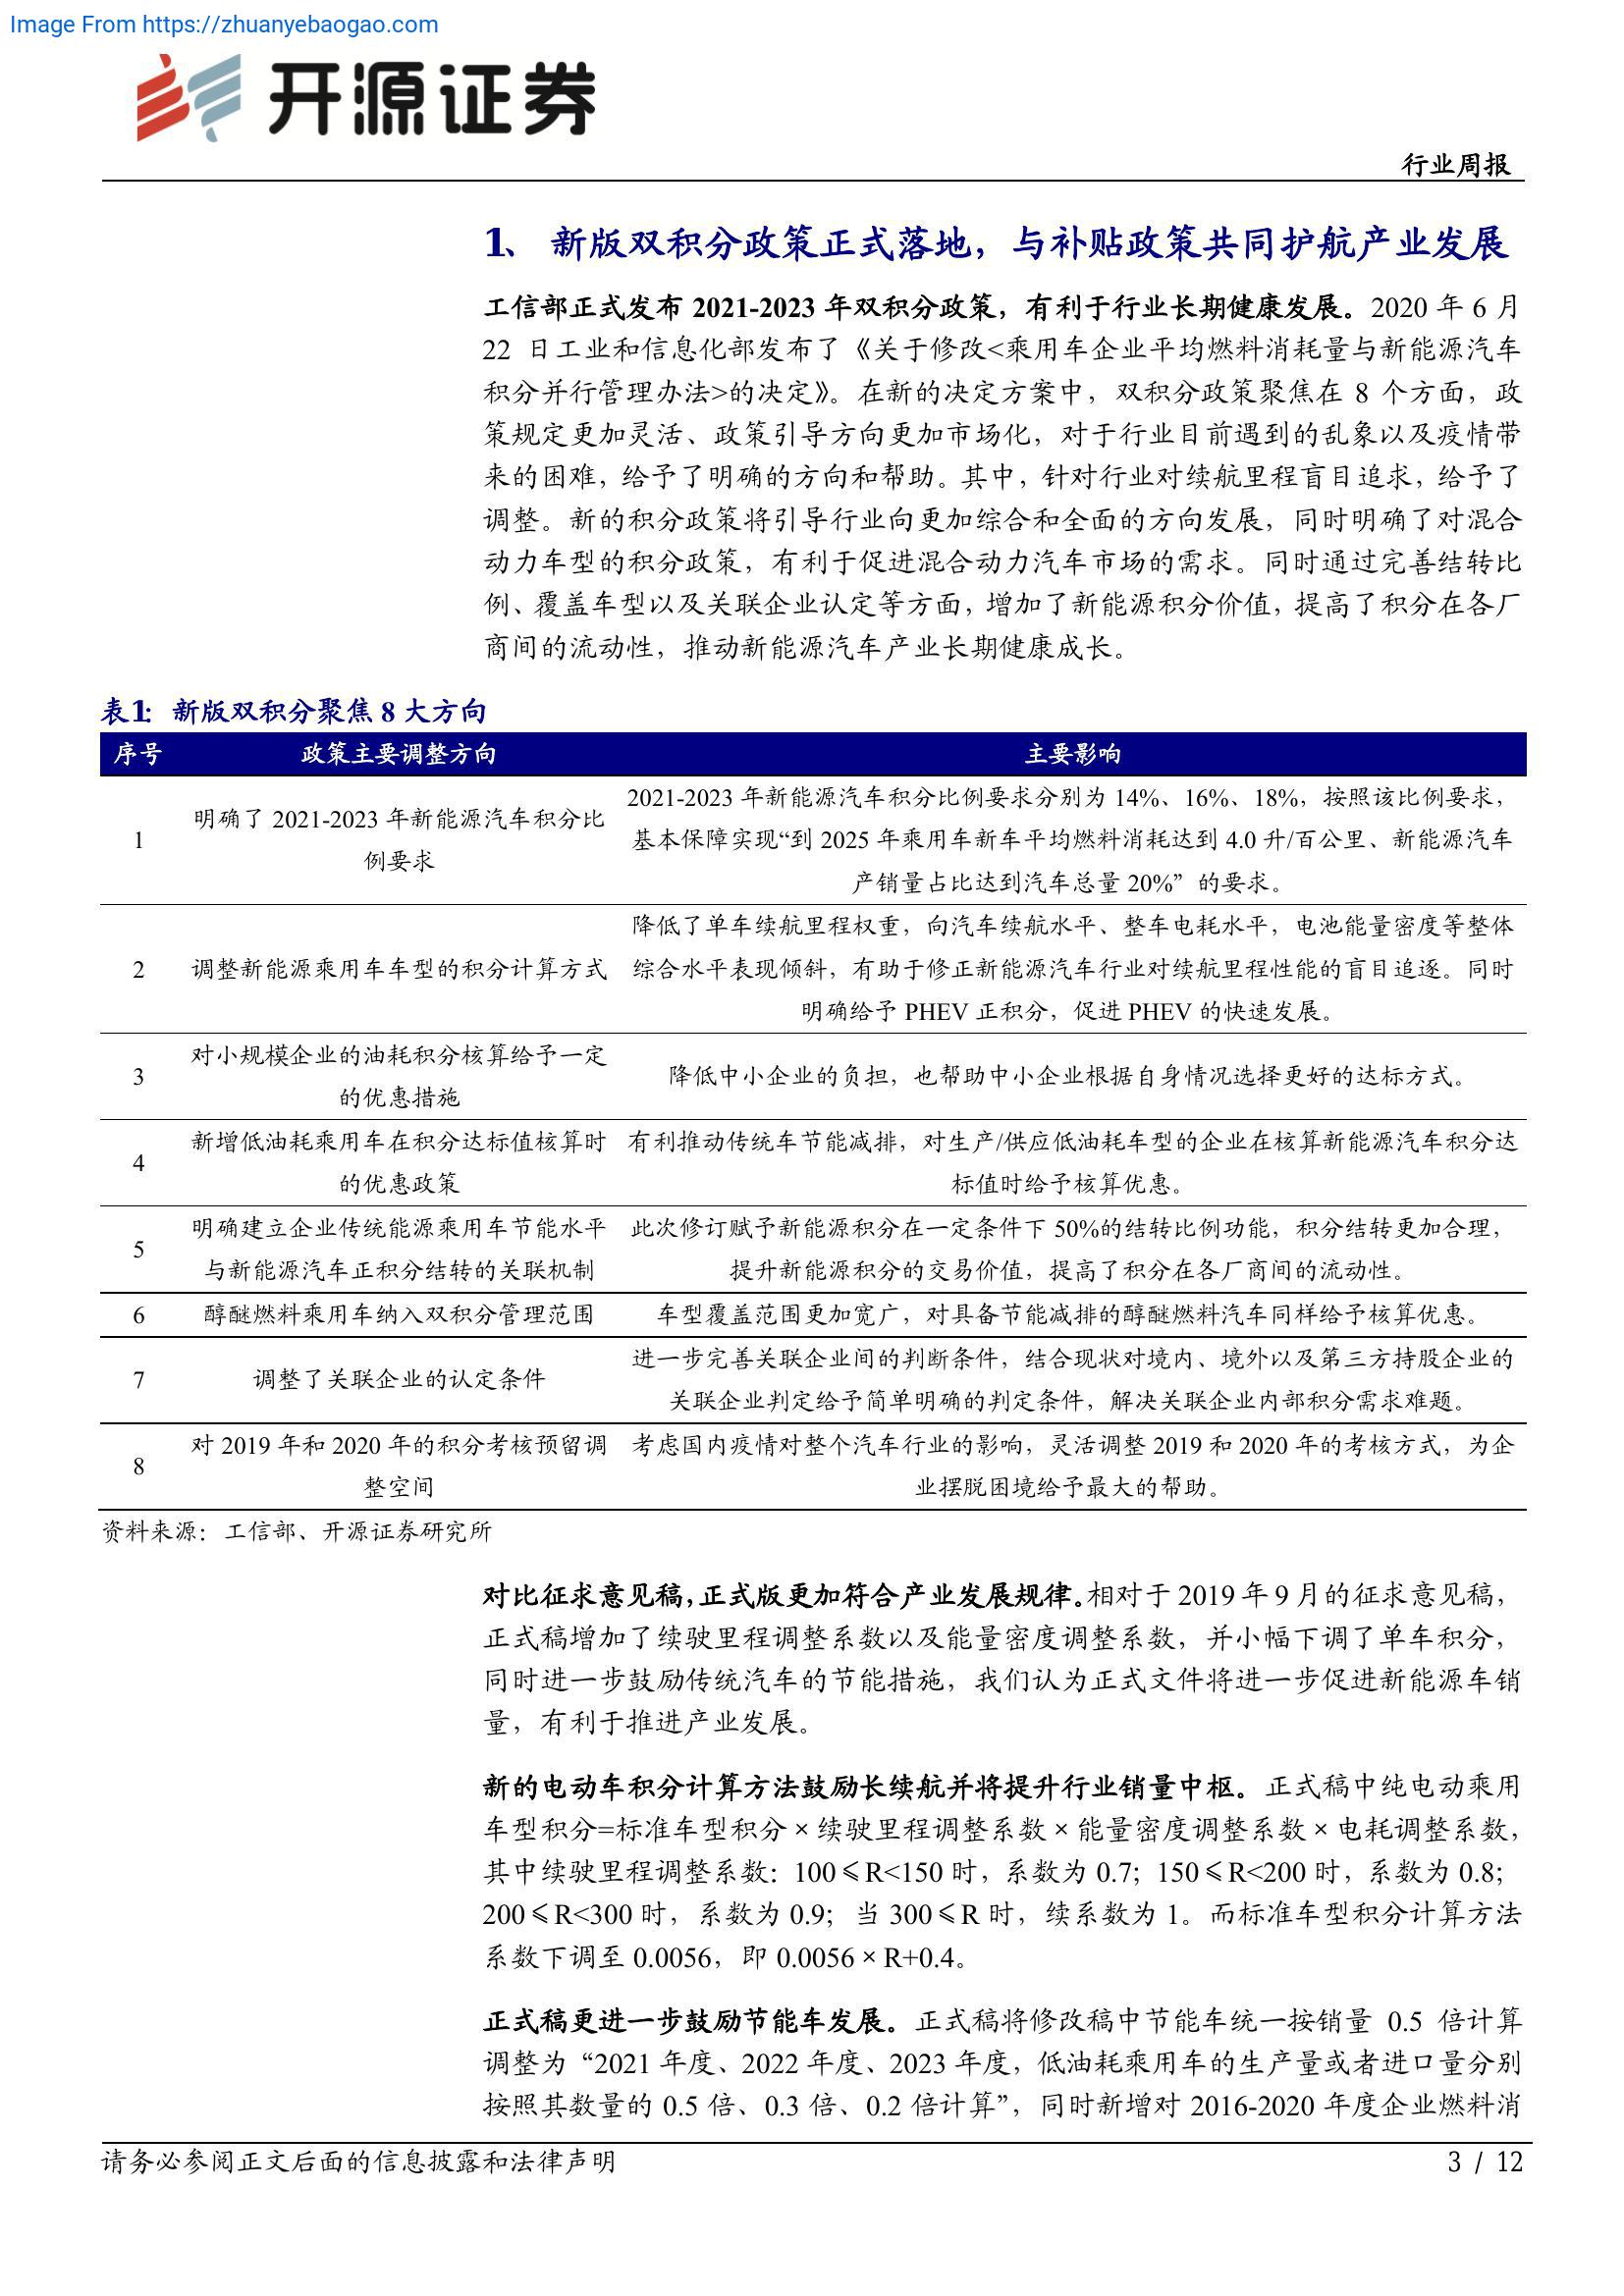 Image From https://zhuanyebaogao.com
开源证券
行业周报
1、 新版双积分政策正式落地，与补贴政策共同护航产业发展
工信部正式发布 2021-2023 年双积分政策，有利于行业长期健康发展。2020 年 6 月
22 日工业和信息化部发布了《关于修改<乘用车企业平均燃料消耗量与新能源汽车
积分并行管理办法>的决定》。在新的决定方案中，双积分政策聚焦在 8 个方面，政
策规定更加灵活、政策引导方向更加市场化，对于行业目前遇到的乱象以及疫情带
来的困难，给予了明确的方向和帮助。其中，针对行业对续航里程盲目追求，给予了
调整。新的积分政策将引导行业向更加综合和全面的方向发展，同时明确了对混合
动力车型的积分政策，有利于促进混合动力汽车市场的需求。同时通过完善结转比
例、覆盖车型以及关联企业认定等方面，增加了新能源积分价值，提高了积分在各厂
商间的流动性，推动新能源汽车产业长期健康成长。
表1： 新版双积分聚焦 8 大方向
序号 政策主要调整方向 主要影响
1 明确了 2021-2023 年新能源汽车积分比
例要求
2021-2023 年新能源汽车积分比例要求分别为 14%、16%、18%，按照该比例要求，
基本保障实现“到 2025 年乘用车新车平均燃料消耗达到 4.0 升/百公里、新能源汽车
产销量占比达到汽车总量 20%”的要求。
2 调整新能源乘用车车型的积分计算方式
降低了单车续航里程权重，向汽车续航水平、整车电耗水平，电池能量密度等整体
综合水平表现倾斜，有助于修正新能源汽车行业对续航里程性能的盲目追逐。同时
明确给予 PHEV 正积分，促进 PHEV 的快速发展。
3 对小规模企业的油耗积分核算给予一定
的优惠措施
降低中小企业的负担，也帮助中小企业根据自身情况选择更好的达标方式。
4 新增低油耗乘用车在积分达标值核算时
的优惠政策
有利推动传统车节能减排，对生产/供应低油耗车型的企业在核算新能源汽车积分达
标值时给予核算优惠。
5 明确建立企业传统能源乘用车节能水平
与新能源汽车正积分结转的关联机制
此次修订赋予新能源积分在一定条件下 50%的结转比例功能，积分结转更加合理，
提升新能源积分的交易价值，提高了积分在各厂商间的流动性。
6 醇醚燃料乘用车纳入双积分管理范围 车型覆盖范围更加宽广，对具备节能减排的醇醚燃料汽车同样给予核算优惠。
7 调整了关联企业的认定条件
进一步完善关联企业间的判断条件，结合现状对境内、境外以及第三方持股企业的
关联企业判定给予简单明确的判定条件，解决关联企业内部积分需求难题。
8 对 2019 年和 2020 年的积分考核预留调
整空间
考虑国内疫情对整个汽车行业的影响，灵活调整 2019 和 2020 年的考核方式，为企
业摆脱困境给予最大的帮助。
资料来源：工信部、开源证券研究所
对比征求意见稿，正式版更加符合产业发展规律。相对于 2019 年 9 月的征求意见稿，
正式稿增加了续驶里程调整系数以及能量密度调整系数，并小幅下调了单车积分，
同时进一步鼓励传统汽车的节能措施，我们认为正式文件将进一步促进新能源车销
量，有利于推进产业发展。
新的电动车积分计算方法鼓励长续航并将提升行业销量中枢。正式稿中纯电动乘用
车型积分=标准车型积分×续驶里程调整系数×能量密度调整系数×电耗调整系数，
其中续驶里程调整系数：100≤R<150 时，系数为 0.7；150≤R<200 时，系数为 0.8；
200≤R<300 时，系数为 0.9；当 300≤R 时，续系数为 1。而标准车型积分计算方法
系数下调至 0.0056，即 0.0056×R+0.4。
正式稿更进一步鼓励节能车发展。正式稿将修改稿中节能车统一按销量 0.5 倍计算
调整为“2021 年度、2022 年度、2023 年度，低油耗乘用车的生产量或者进口量分别
按照其数量的 0.5 倍、0.3 倍、0.2 倍计算”，同时新增对 2016-2020 年度企业燃料消
请务必参阅正文后面的信息披露和法律声明
3 / 12